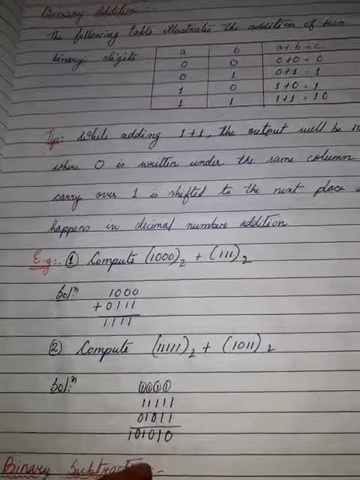 Binary Addition :-
The following table illustrates the addition of two
binary digits
a b a+b=c
0 0 0+0=0
0 1 0+1=1
1 0 1+0=1
1 1 1+1=10
Tip: While adding 1+1, the output will be 10
where 0 is written under the same column
carry over 1 is shifted to the next place
happens in decimal number addition.
E.g:. ① Compute (1000)2 + (111)2
Sol:n 1000
+ 0111
1111
② Compute (11111)2 + (1011)2
Sol:n ①①①①
11111
01011
101010
Binary Subtraction:-